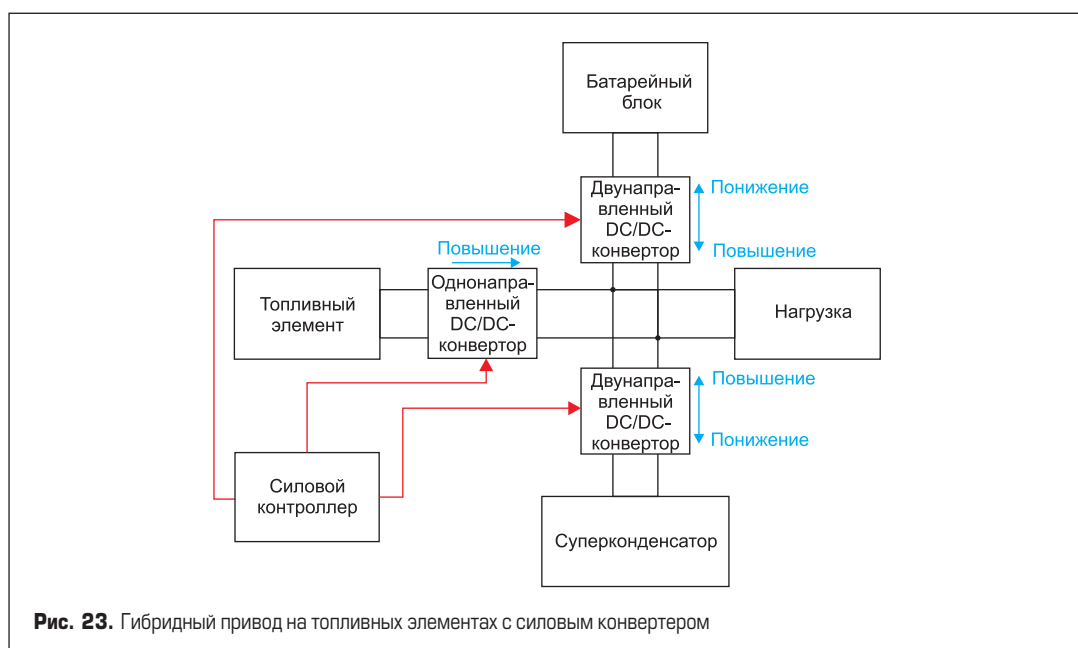 Батарейный
блок
Двунапра-
вленный
DC/DC-
конвертор
Понижение
Повышение
Повышение
Топливный
элемент
Однонапра-
вленный
DC/DC-
конвертор
Нагрузка
Двунапра-
вленный
DC/DC-
конвертор
Повышение
Понижение
Силовой
контроллер
Суперконденсатор
Рис. 23. Гибридный привод на топливных элементах с силовым конвертером